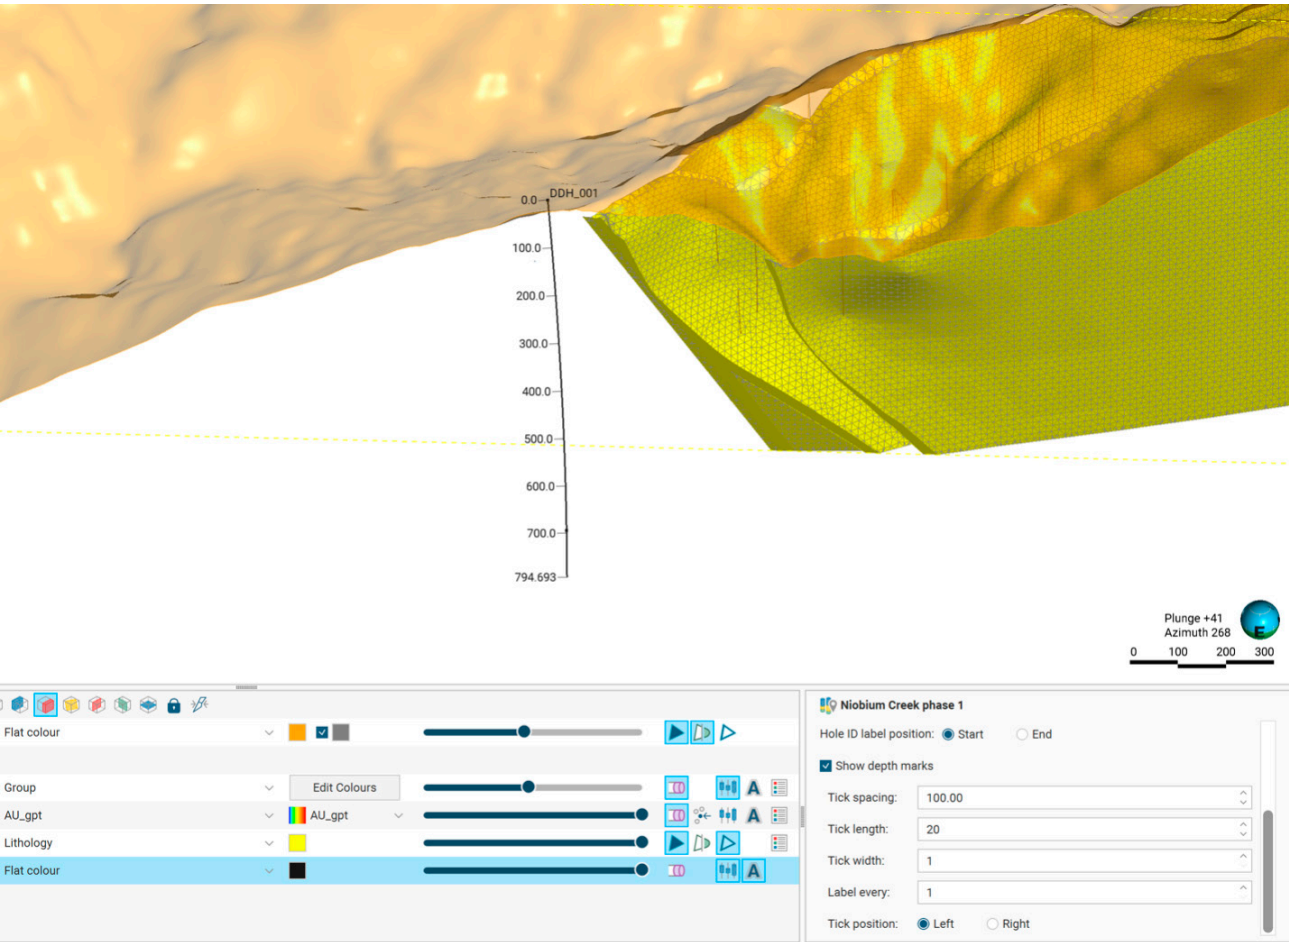 DDH_001
0.0
100.0
200.0
300.0
400.0
500.0
600.0
700.0
794.693
Plunge +41
Azimuth 268
E
0 100 200 300
Flat colour
Group Edit Colours A
AU_gpt AU_gpt A
Lithology
Flat colour A
Niobium Creek phase 1
Hole ID label position: Start End
Show depth marks
Tick spacing: 100.00
Tick length: 20
Tick width: 1
Label every: 1
Tick position: Left Right